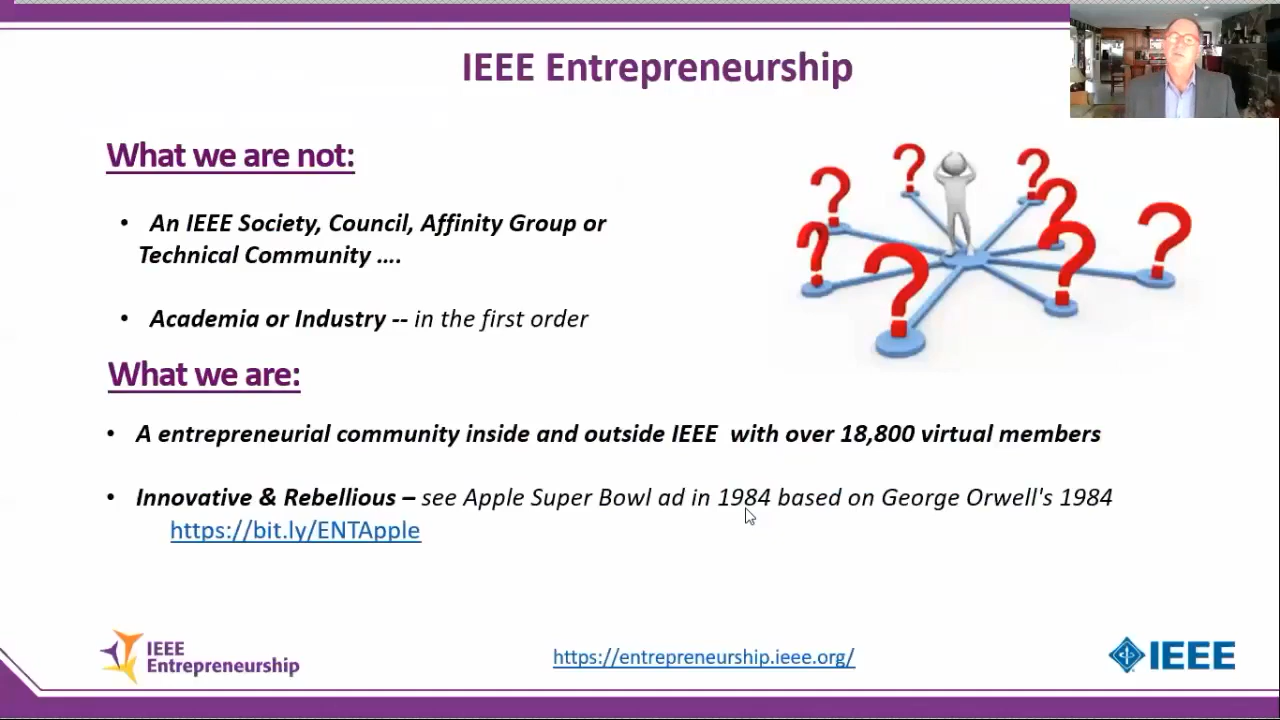 IEEE Entrepreneurship
What we are not:
• An IEEE Society, Council, Affinity Group or
Technical Community ....
• Academia or Industry -- in the first order
What we are:
• A entrepreneurial community inside and outside IEEE with over 18,800 virtual members
• Innovative & Rebellious – see Apple Super Bowl ad in 1984 based on George Orwell's 1984
https://bit.ly/ENTApple
IEEE
Entrepreneurship
https://entrepreneurship.ieee.org/
IEEE